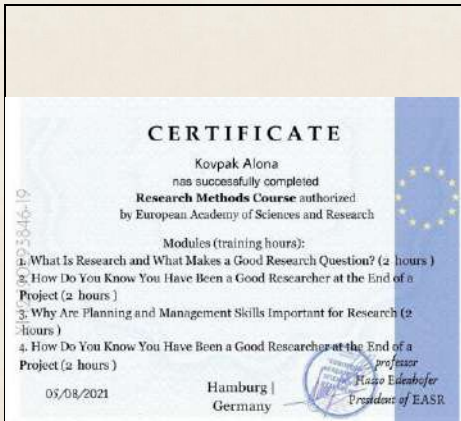 CERTIFICATE
Kovpak Alona
has successfully completed
Research Methods Course authorized
by European Academy of Sciences and Research
Modules (training hours):
1. What Is Research and What Makes a Good Research Question? (2 hours )
2. How Do You Know You Have Been a Good Researcher at the End of a
Project (2 hours )
3. Why Are Planning and Management Skills Important for Research (2
hours )
4. How Do You Know You Have Been a Good Researcher at the End of a
Project (2 hours )
professor
Hasso Edenhofer
President of EASR
05/08/2021
Hamburg |
Germany